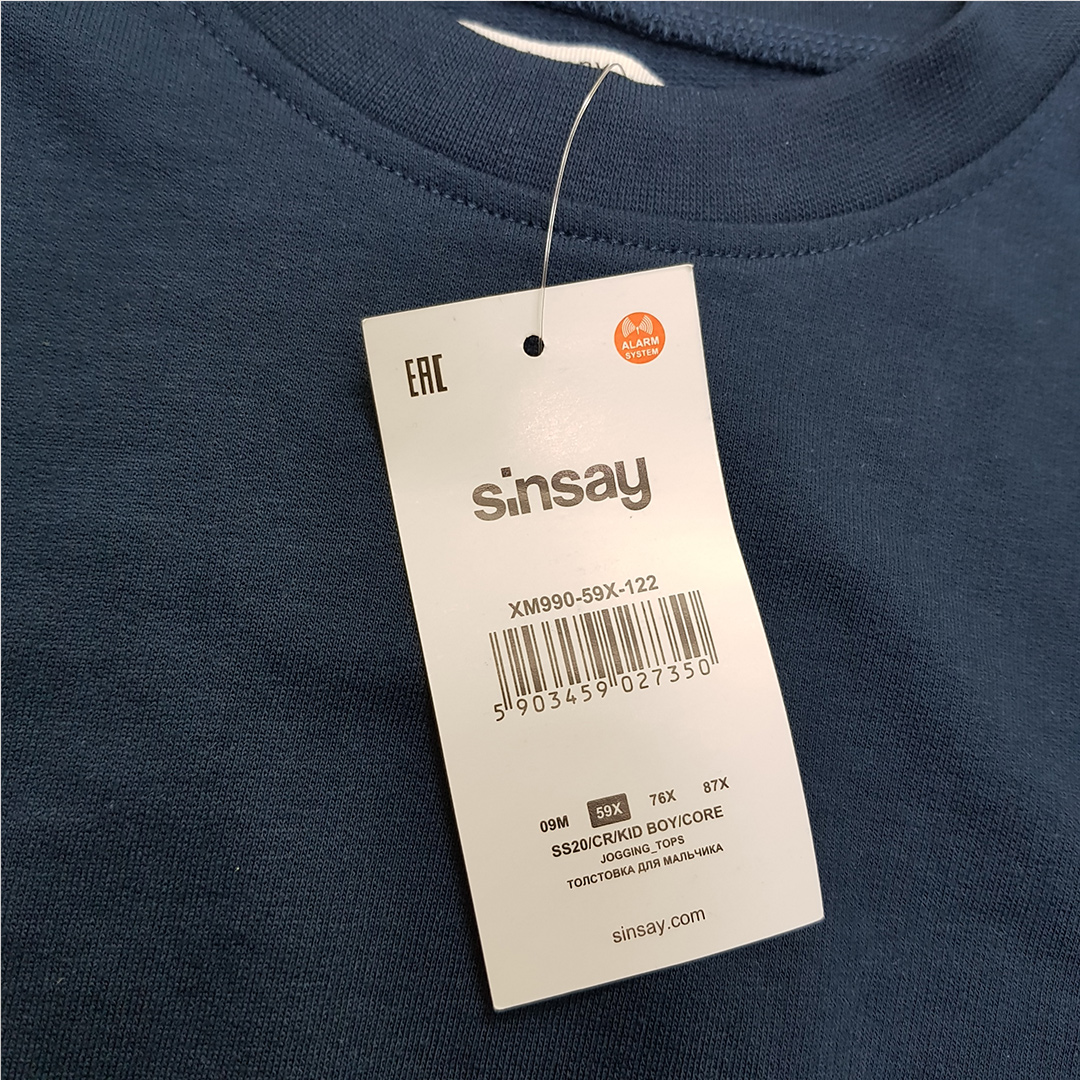 EAC
ALARM
SYSTEM
sinsay
XM990-59X-122
5 903459 027350
09M 59X 76X 87X
SS20/CR/KID BOY/CORE
JOGGING_TOPS
ТОЛСТОВКА ДЛЯ МАЛЬЧИКА
sinsay.com